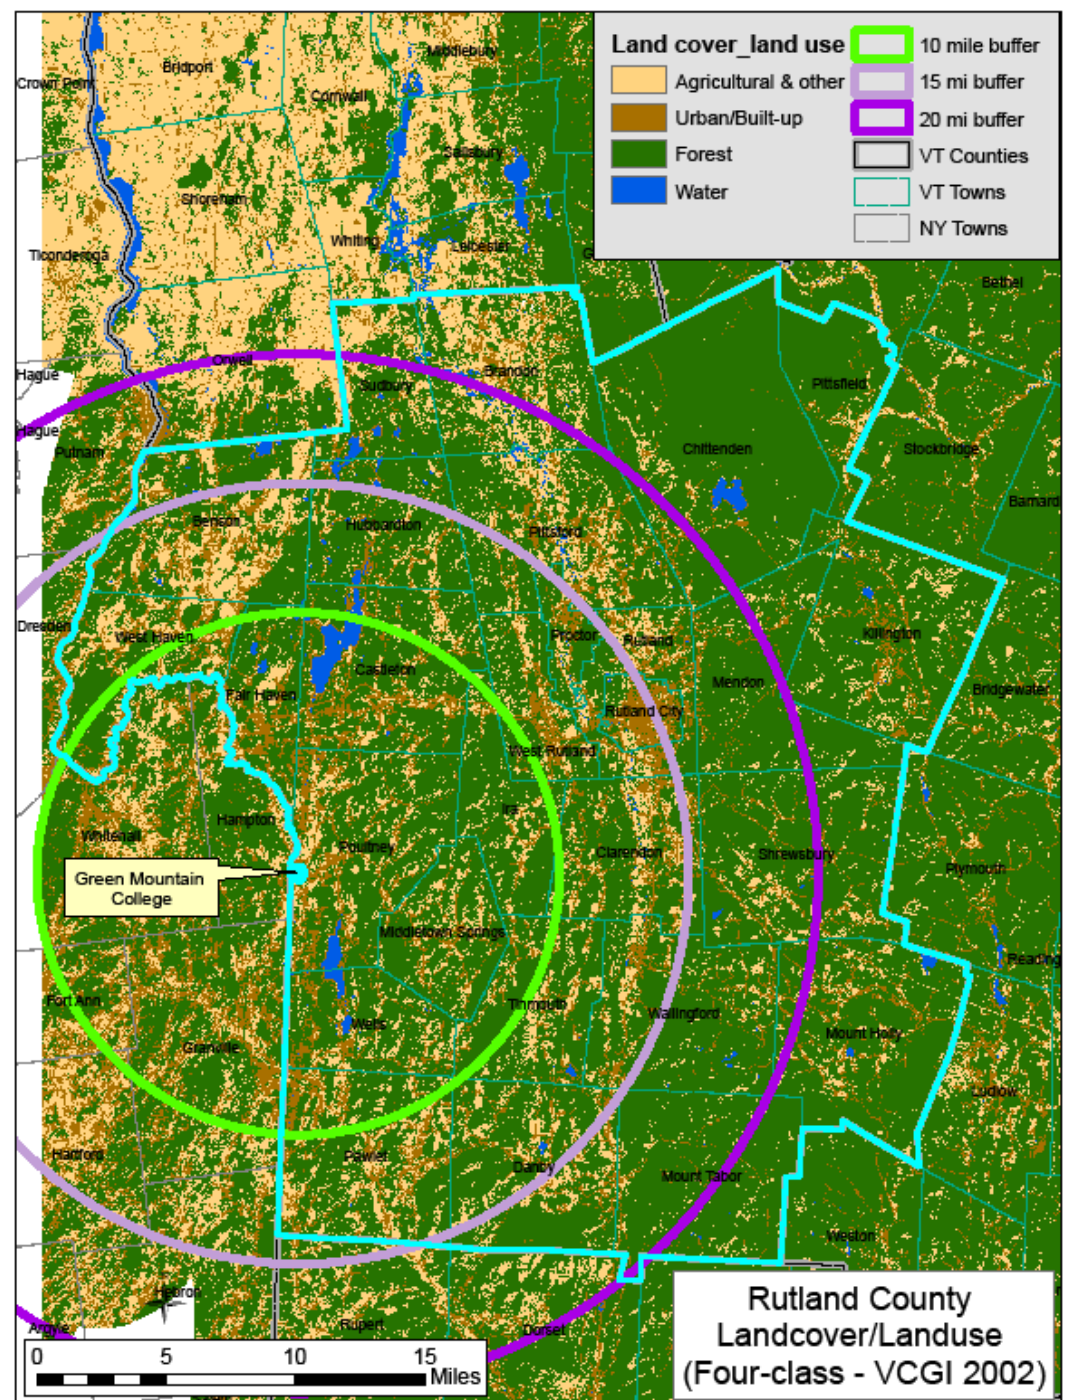 Land cover_land use
Agricultural & other
Urban/Built-up
Forest
Water
10 mile buffer
15 mi buffer
20 mi buffer
VT Counties
VT Towns
NY Towns
Middlebury
Bridport
Crown Point
Cornwall
Salisbury
Shoreham
Whiting
Leicester
Ticonderoga
Bethel
Orwell
Hague
Sudbury
Brandon
Pittsfield
Hague
Putnam
Chittenden
Stockbridge
Barnard
Benson
Hubbardton
Pittsford
Dresden
West Haven
Proctor
Rutland
Killington
Castleton
Fair Haven
Mendon
Bridgewater
Rutland City
West Rutland
Ira
Hampton
Whitehall
Poultney
Clarendon
Shrewsbury
Plymouth
Green Mountain
College
Middletown Springs
Reading
Fort Ann
Tinmouth
Wells
Wallingford
Mount Holly
Granville
Ludlow
Hartford
Pawlet
Danby
Mount Tabor
Weston
Hebron
Argyle
Rupert
Dorset
0 5 10 15
Miles
Rutland County
Landcover/Landuse
(Four-class - VCGI 2002)